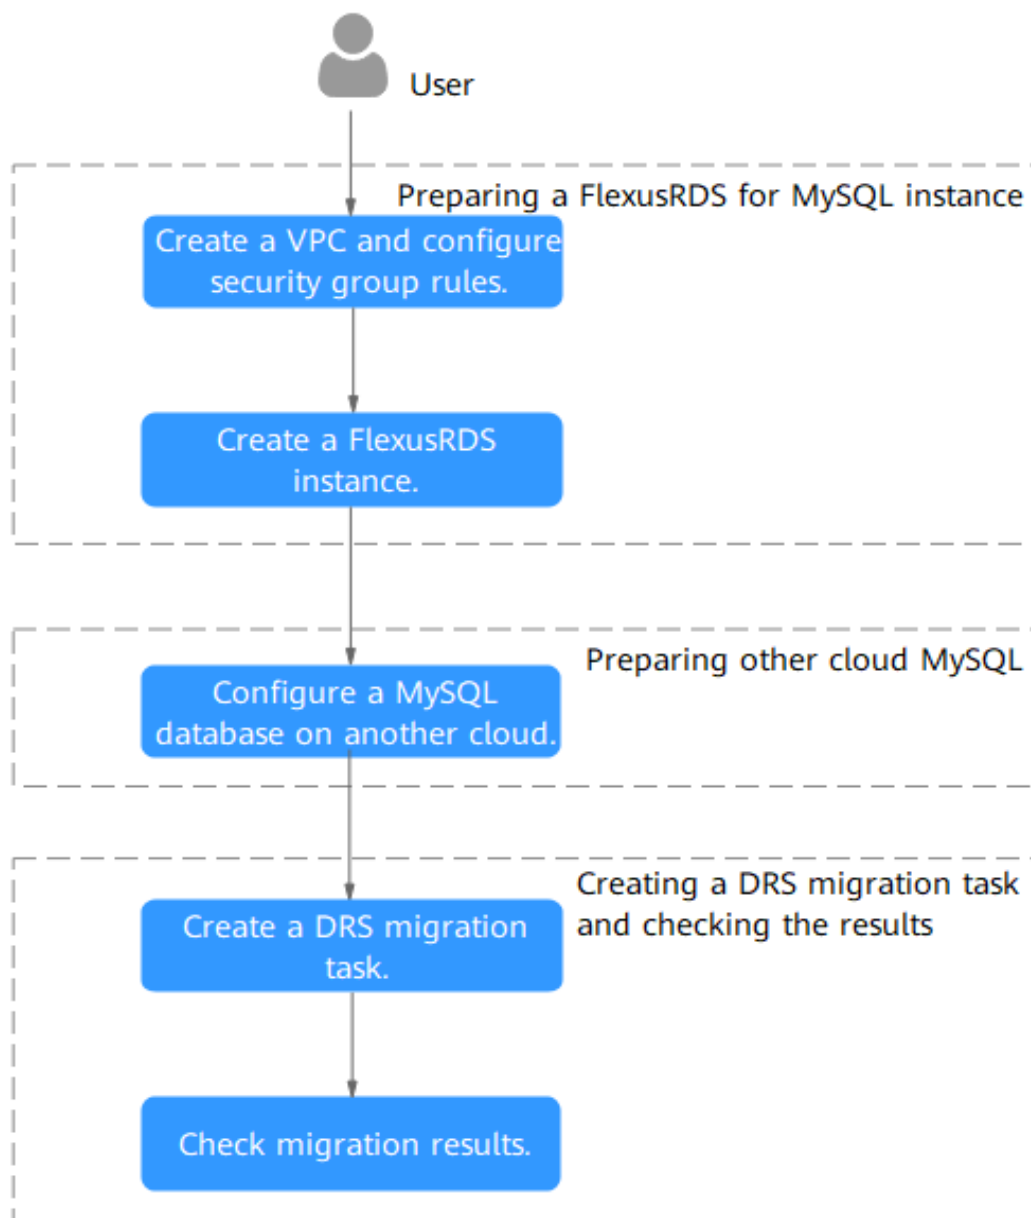 User
Preparing a FlexusRDS for MySQL instance
Create a VPC and configure
security group rules.
Create a FlexusRDS
instance.
Preparing other cloud MySQL
Configure a MySQL
database on another cloud.
Creating a DRS migration task
and checking the results
Create a DRS migration
task.
Check migration results.